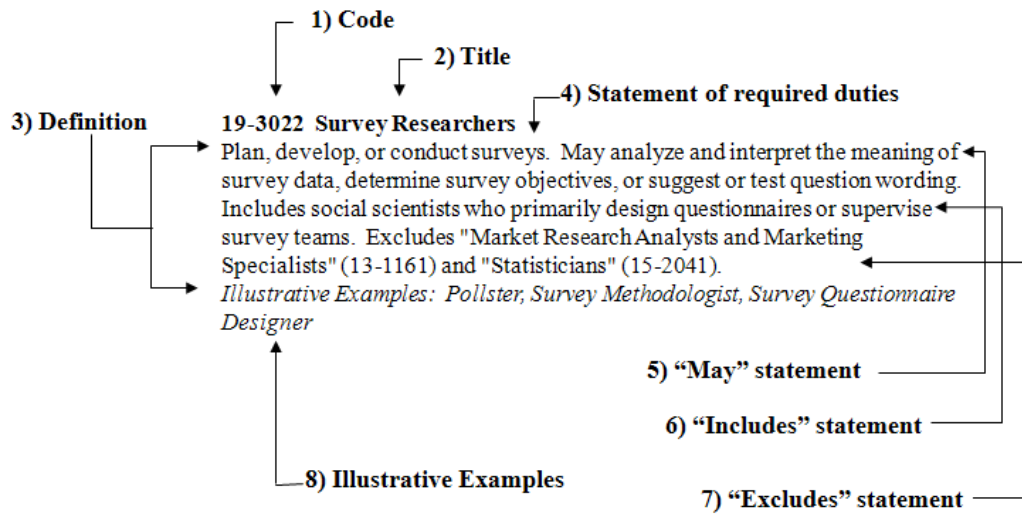 1) Code
2) Title
4) Statement of required duties
3) Definition
19-3022 Survey Researchers
Plan, develop, or conduct surveys. May analyze and interpret the meaning of
survey data, determine survey objectives, or suggest or test question wording.
Includes social scientists who primarily design questionnaires or supervise
survey teams. Excludes "Market Research Analysts and Marketing
Specialists" (13-1161) and "Statisticians" (15-2041).
Illustrative Examples: Pollster, Survey Methodologist, Survey Questionnaire
Designer
5) “May” statement
6) “Includes” statement
8) Illustrative Examples
7) “Excludes” statement